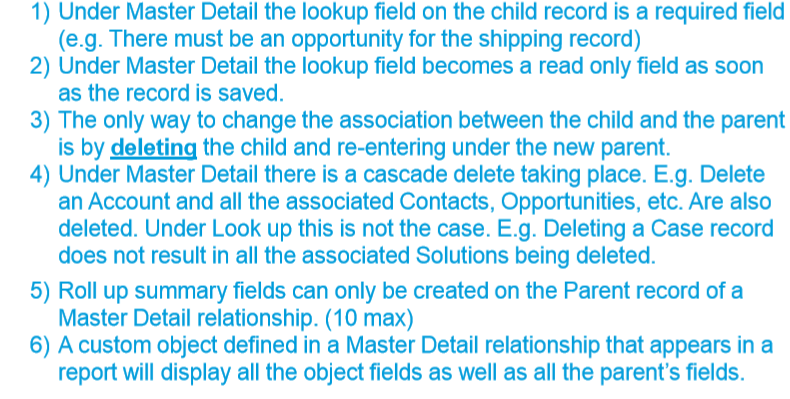 1) Under Master Detail the lookup field on the child record is a required field
(e.g. There must be an opportunity for the shipping record)
2) Under Master Detail the lookup field becomes a read only field as soon
as the record is saved.
3) The only way to change the association between the child and the parent
is by deleting the child and re-entering under the new parent.
4) Under Master Detail there is a cascade delete taking place. E.g. Delete
an Account and all the associated Contacts, Opportunities, etc. Are also
deleted. Under Look up this is not the case. E.g. Deleting a Case record
does not result in all the associated Solutions being deleted.
5) Roll up summary fields can only be created on the Parent record of a
Master Detail relationship. (10 max)
6) A custom object defined in a Master Detail relationship that appears in a
report will display all the object fields as well as all the parent's fields.